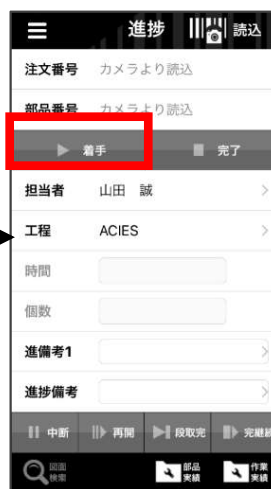 進捗 読込
注文番号 カメラより読込
部品番号 カメラより読込
着手 完了
担当者 山田 誠
工程 ACIES
時間
個数
進備考1
進捗備考
中断 再開 段取完 完継続
図面
検索
部品
実績
作業
実績